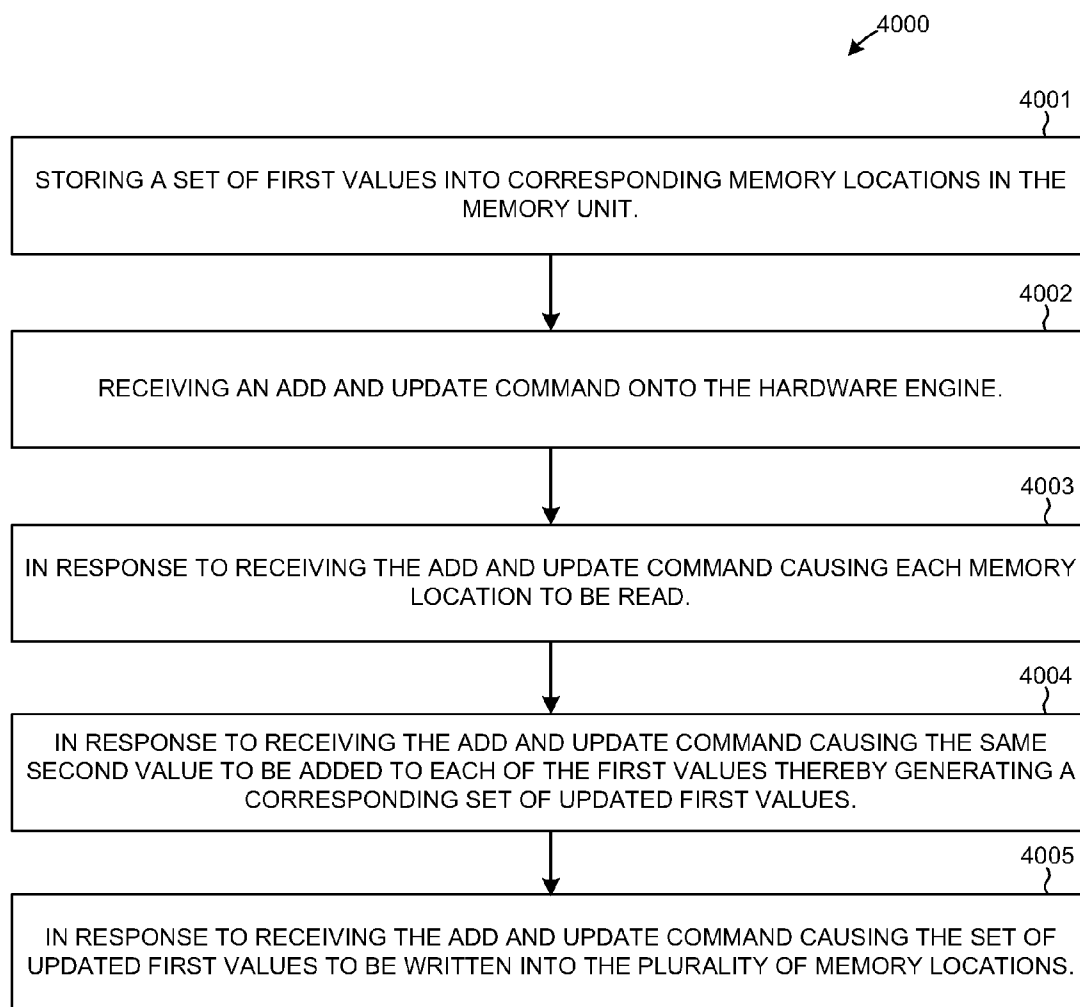 4000
4001
STORING A SET OF FIRST VALUES INTO CORRESPONDING MEMORY LOCATIONS IN THE
MEMORY UNIT.
4002
RECEIVING AN ADD AND UPDATE COMMAND ONTO THE HARDWARE ENGINE.
4003
IN RESPONSE TO RECEIVING THE ADD AND UPDATE COMMAND CAUSING EACH MEMORY
LOCATION TO BE READ.
4004
IN RESPONSE TO RECEIVING THE ADD AND UPDATE COMMAND CAUSING THE SAME
SECOND VALUE TO BE ADDED TO EACH OF THE FIRST VALUES THEREBY GENERATING A
CORRESPONDING SET OF UPDATED FIRST VALUES.
4005
IN RESPONSE TO RECEIVING THE ADD AND UPDATE COMMAND CAUSING THE SET OF
UPDATED FIRST VALUES TO BE WRITTEN INTO THE PLURALITY OF MEMORY LOCATIONS.